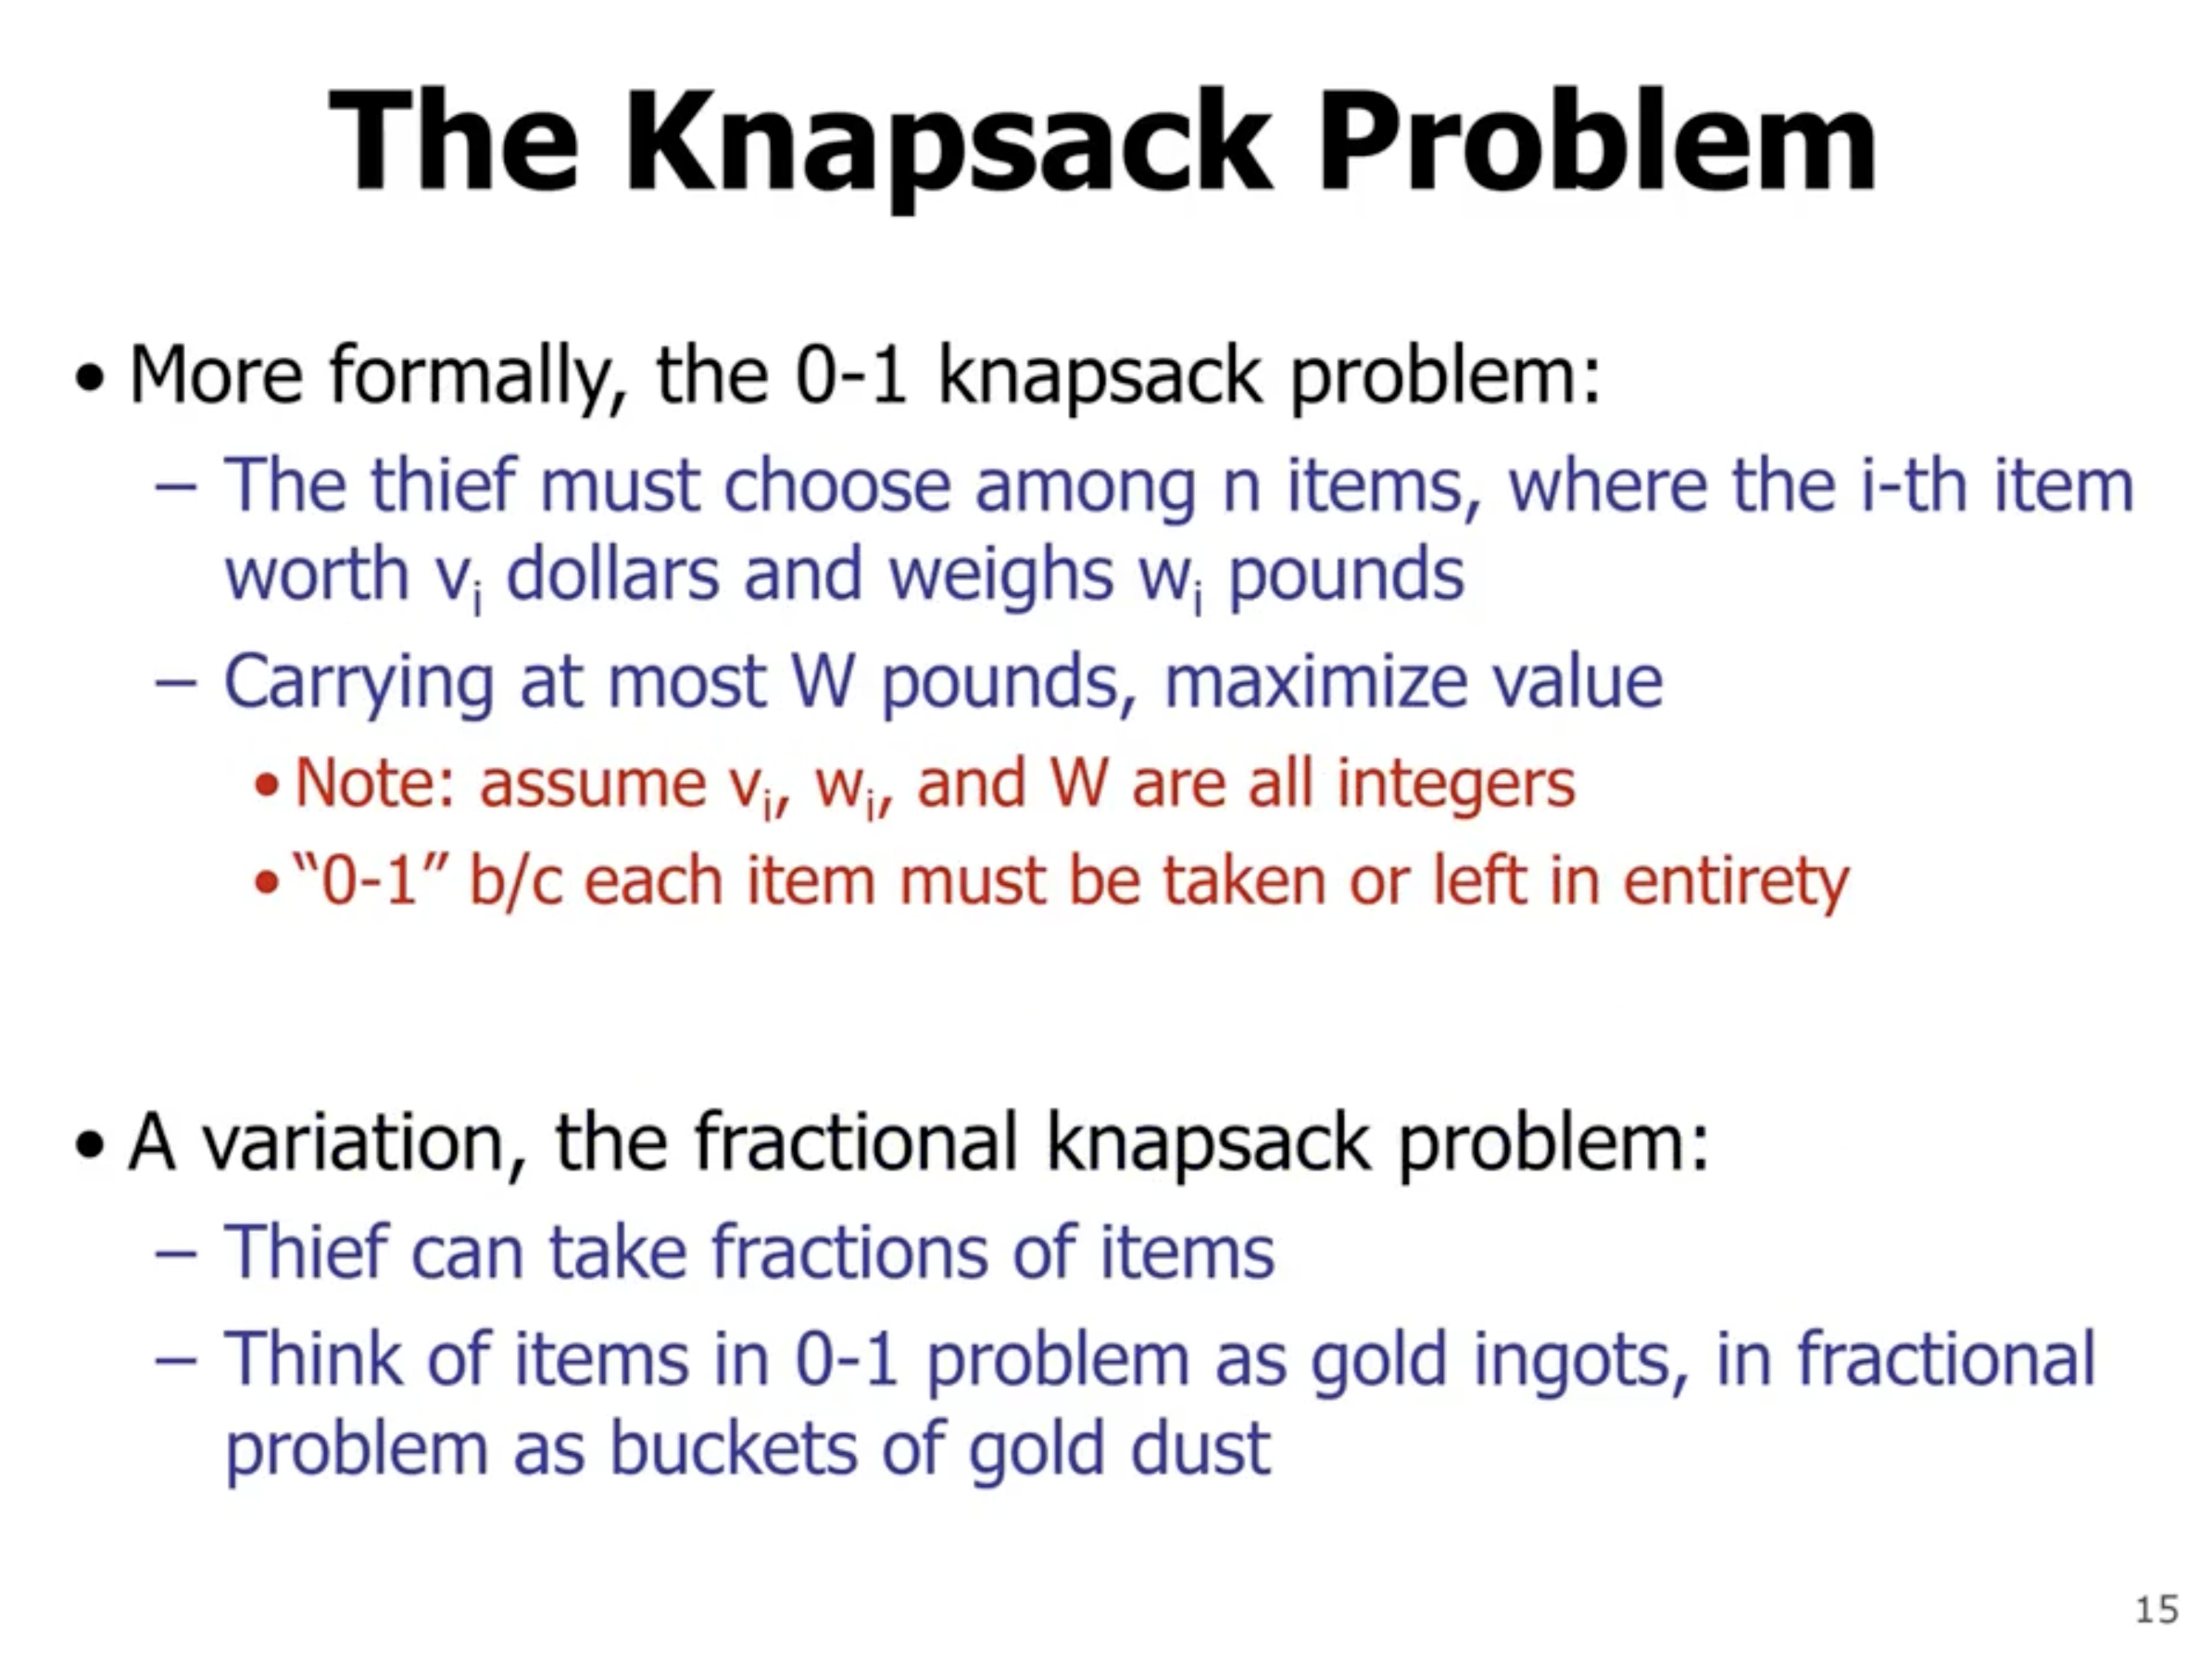 The Knapsack Problem
• More formally, the 0-1 knapsack problem:
– The thief must choose among n items, where the i-th item
worth vᵢ dollars and weighs wᵢ pounds
– Carrying at most W pounds, maximize value
• Note: assume vᵢ, wᵢ, and W are all integers
• “0-1” b/c each item must be taken or left in entirety
• A variation, the fractional knapsack problem:
– Thief can take fractions of items
– Think of items in 0-1 problem as gold ingots, in fractional
problem as buckets of gold dust
15